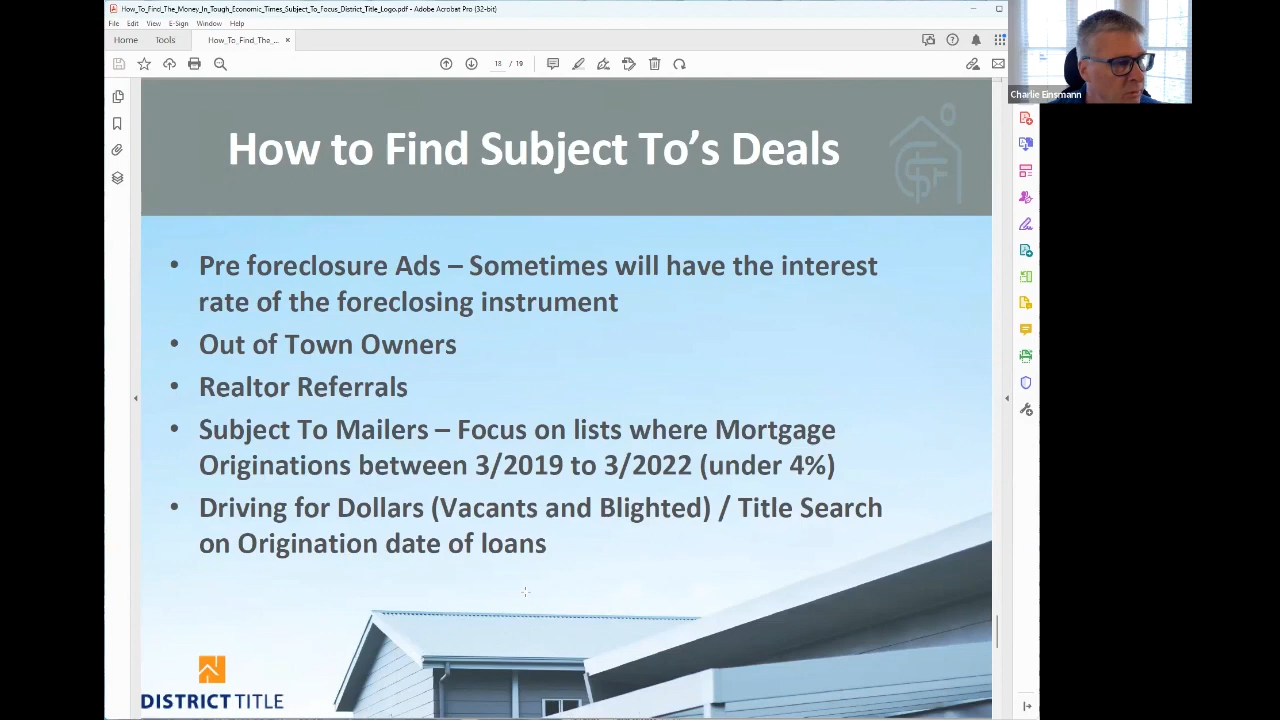 How_To_Find_The_Money_In_Tough_Economic_Times_Subject_To_Focus_District_Title_Logo.pdf - Adobe Acrobat Pro (32-bit)
File Edit View E-Sign Window Help
Home Tools How_To_Find_The_... ×
18 / 19
Charlie Einsmann
How to Find Subject To’s Deals
• Pre foreclosure Ads – Sometimes will have the interest
rate of the foreclosing instrument
• Out of Town Owners
• Realtor Referrals
• Subject To Mailers – Focus on lists where Mortgage
Originations between 3/2019 to 3/2022 (under 4%)
• Driving for Dollars (Vacants and Blighted) / Title Search
on Origination date of loans
DISTRICT TITLE